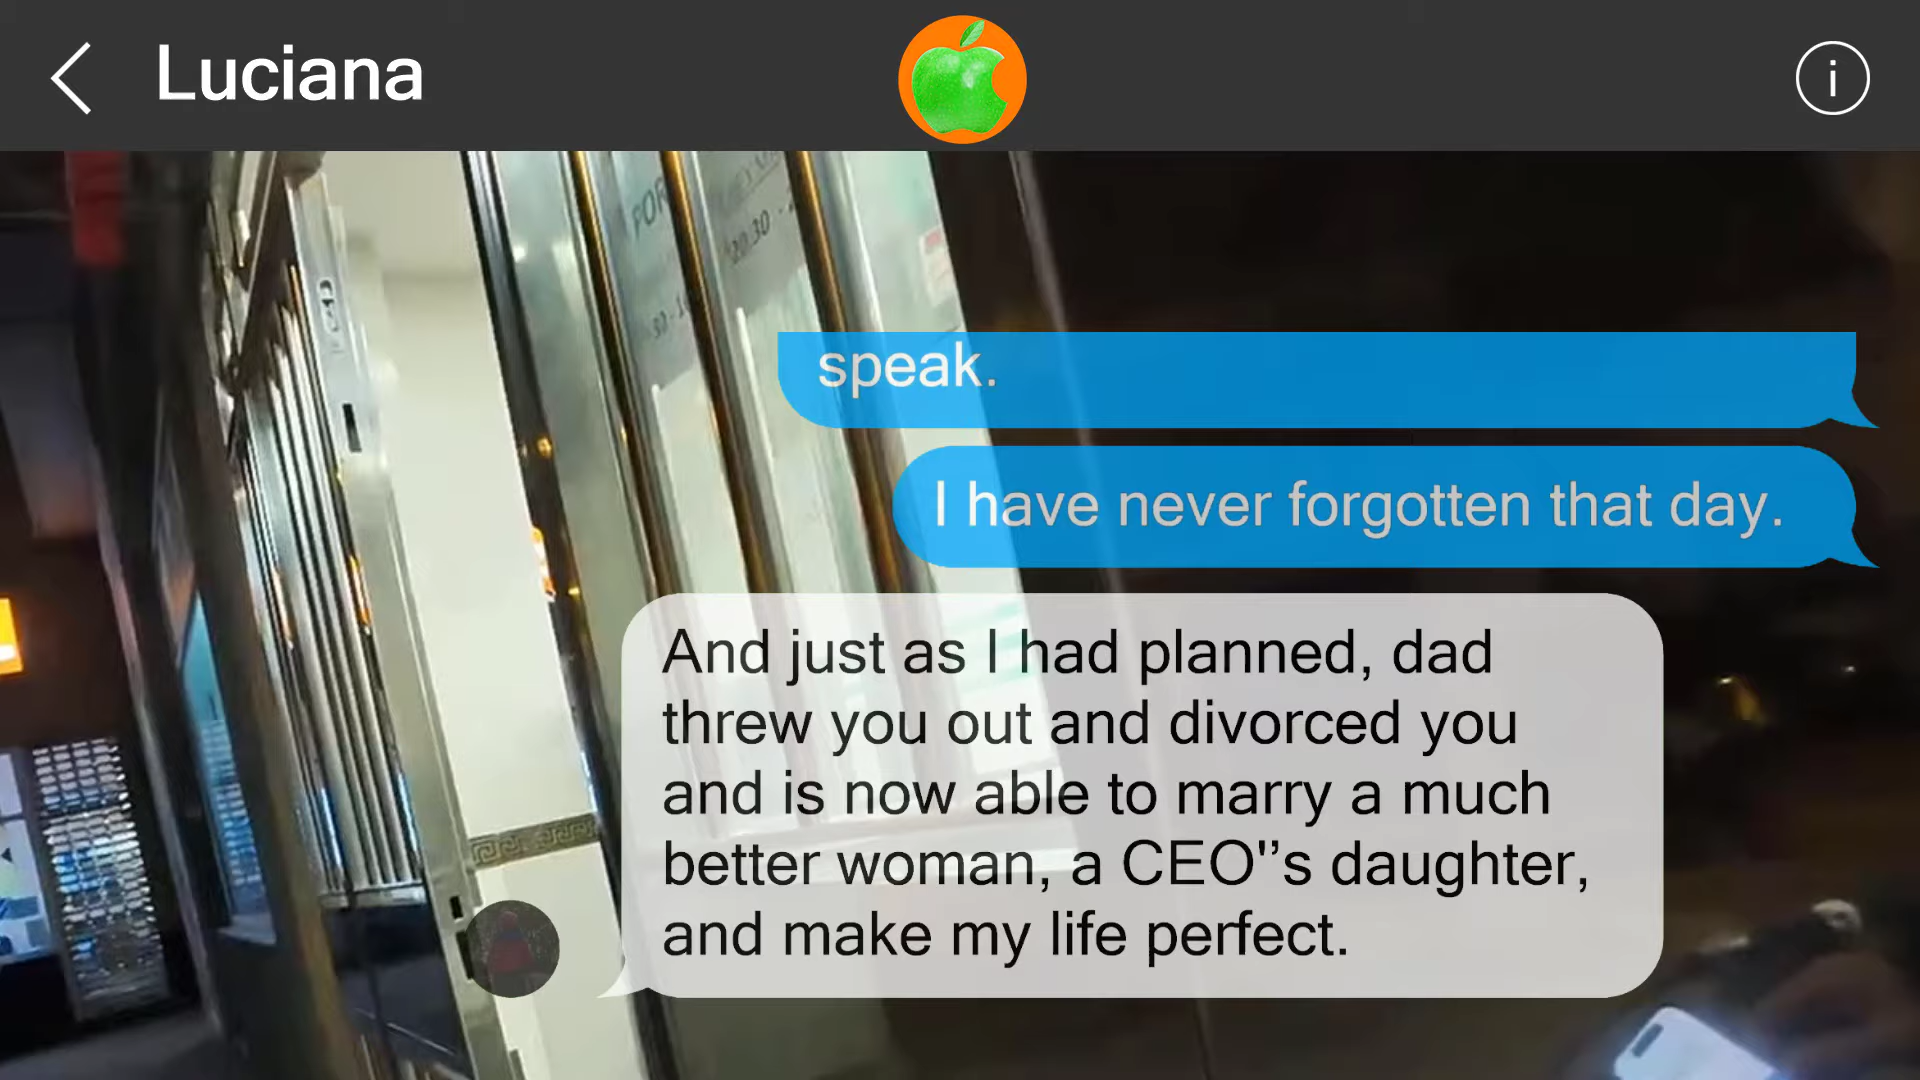 Luciana
speak.
I have never forgotten that day.
And just as I had planned, dad
threw you out and divorced you
and is now able to marry a much
better woman, a CEO'’s daughter,
and make my life perfect.